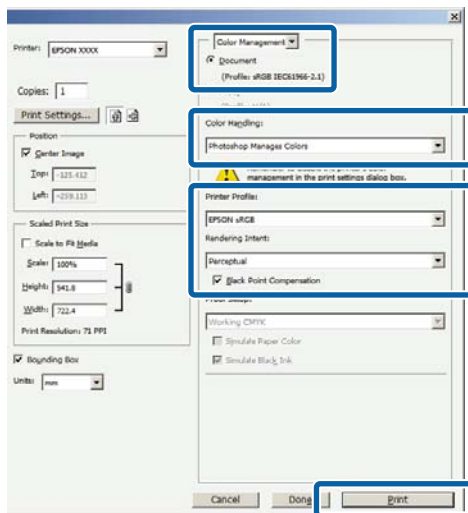 Printer: EPSON XXXX
Copies: 1
Print Settings...
Position
Center Image
Top: -125.412
Left: -259.113
Scaled Print Size
Scale to Fit Media
Scale: 100%
Height: 541.8
Width: 722.4
Print Resolution: 71 PPI
Bounding Box
Units: mm
Color Management
Document
(Profile: sRGB IEC61966-2.1)
Color Handling:
Photoshop Manages Colors
management in the print settings dialog box.
Printer Profile:
EPSON sRGB
Rendering Intent:
Perceptual
Black Point Compensation
Working CMYK
Simulate Paper Color
Simulate Black Ink
Cancel
Done
Print